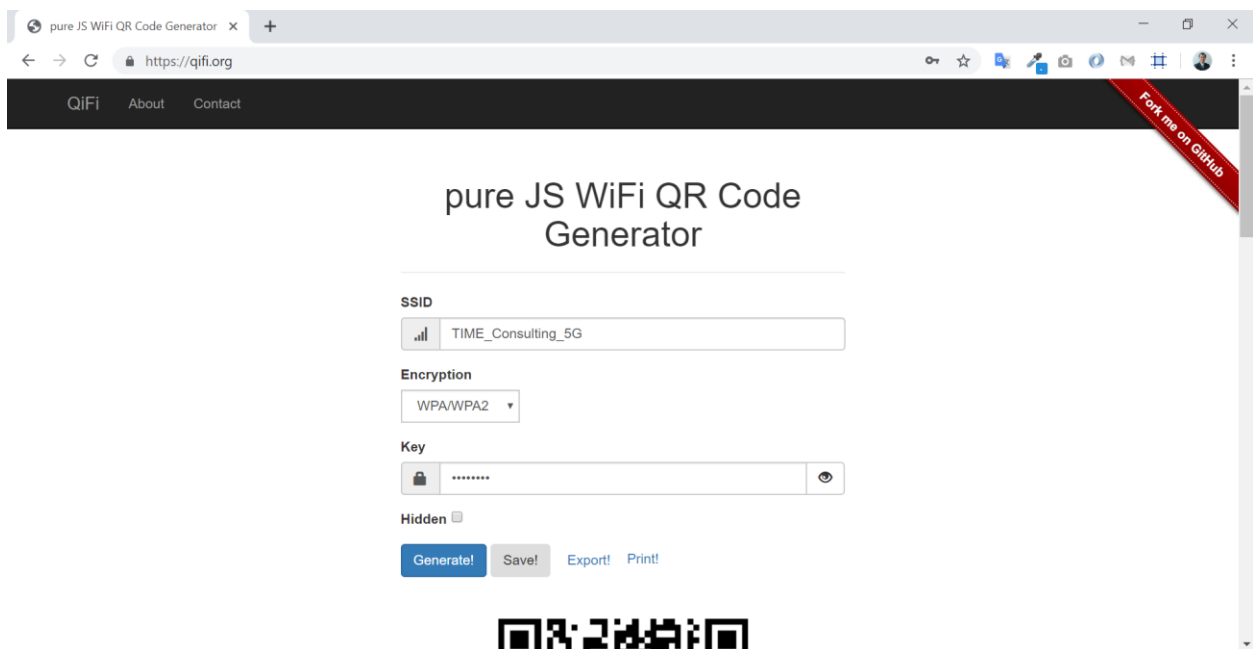 pure JS WiFi QR Code Generator
https://qifi.org
QiFi About Contact
Fork me on GitHub
pure JS WiFi QR Code
Generator
SSID
TIME_Consulting_5G
Encryption
WPA/WPA2
Key
••••••••
Hidden
Generate! Save! Export! Print!